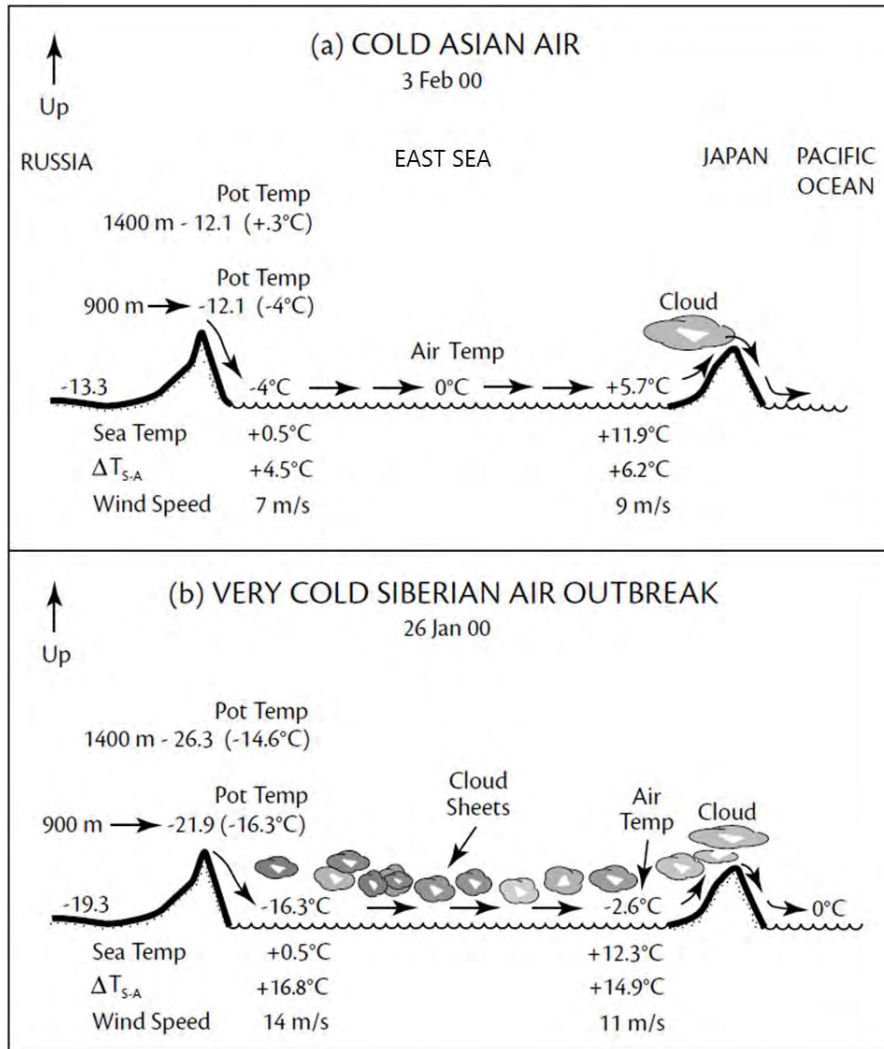 (a) COLD ASIAN AIR
3 Feb 00
Up
RUSSIA
EAST SEA
JAPAN
PACIFIC
OCEAN
Pot Temp
1400 m - 12.1 (+.3°C)
Pot Temp
900 m -12.1 (-4°C)
Cloud
Air Temp
-13.3
-4°C
0°C
+5.7°C
Sea Temp +0.5°C +11.9°C
ΔTS-A +4.5°C +6.2°C
Wind Speed 7 m/s 9 m/s
(b) VERY COLD SIBERIAN AIR OUTBREAK
26 Jan 00
Up
Pot Temp
1400 m - 26.3 (-14.6°C)
Pot Temp
900 m -21.9 (-16.3°C)
Cloud
Sheets
Air
Temp
Cloud
-19.3
-16.3°C
-2.6°C
0°C
Sea Temp +0.5°C +12.3°C
ΔTS-A +16.8°C +14.9°C
Wind Speed 14 m/s 11 m/s